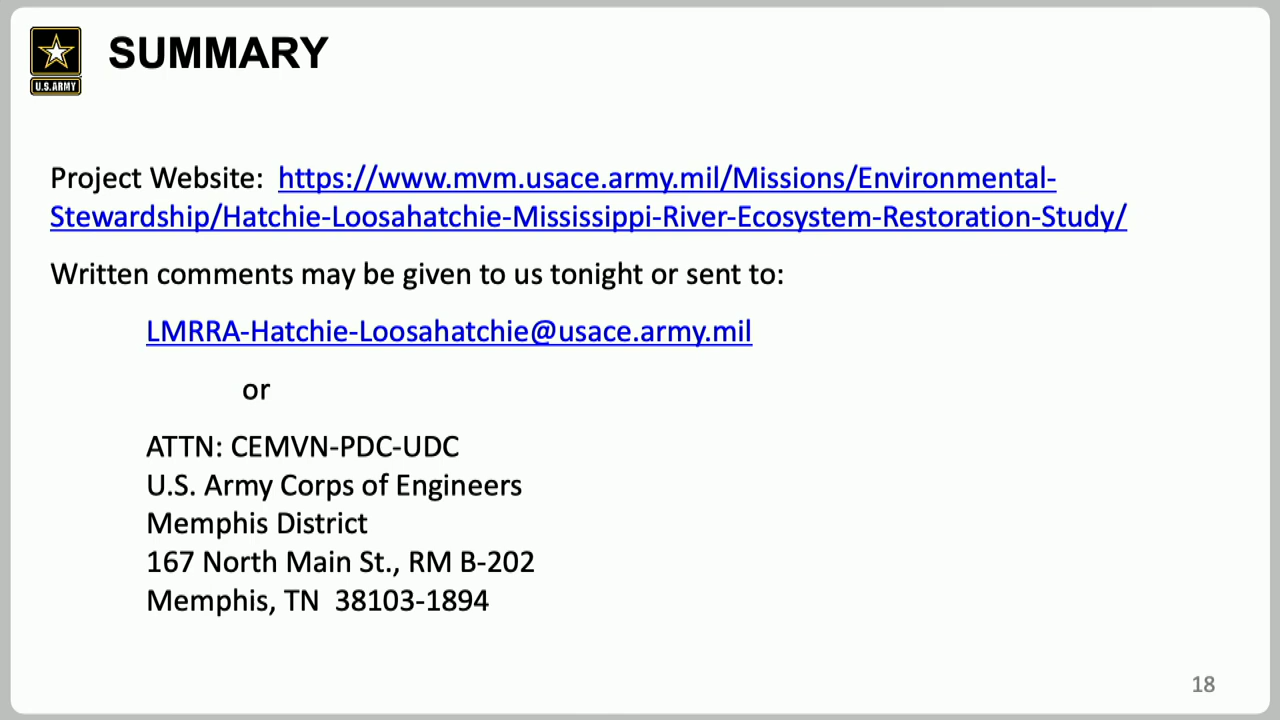 U.S.ARMY
SUMMARY
Project Website: https://www.mvm.usace.army.mil/Missions/Environmental-
Stewardship/Hatchie-Loosahatchie-Mississippi-River-Ecosystem-Restoration-Study/
Written comments may be given to us tonight or sent to:
LMRRA-Hatchie-Loosahatchie@usace.army.mil
or
ATTN: CEMVN-PDC-UDC
U.S. Army Corps of Engineers
Memphis District
167 North Main St., RM B-202
Memphis, TN 38103-1894
18